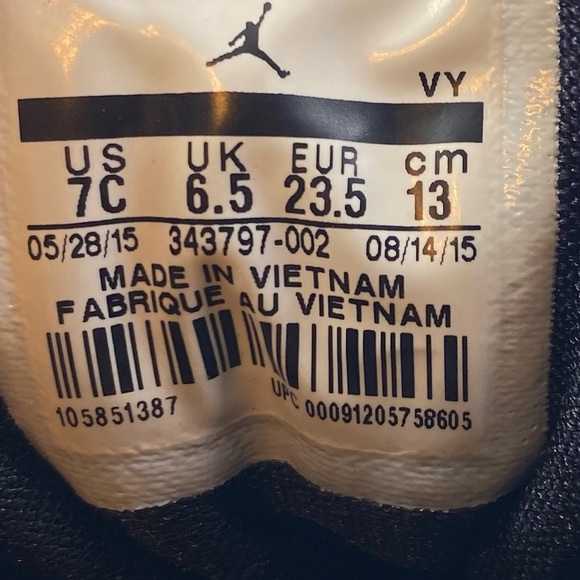 VY
US UK EUR cm
7C 6.5 23.5 13
05/28/15 343797-002 08/14/15
MADE IN VIETNAM
FABRIQUE AU VIETNAM
105851387 UPC 00091205758605